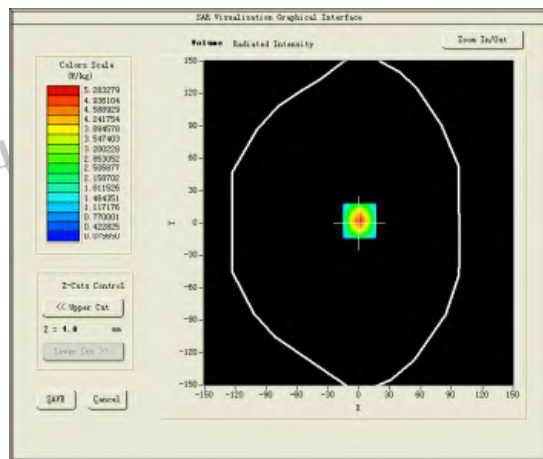 SAR Visualisation Graphical Interface
Volume Radiated Intensity
Zoom In/Out
Colors Scale
(W/kg)
5.283279
4.936104
4.588929
4.241754
3.894578
3.547403
3.200228
2.853052
2.505877
2.158702
1.811526
1.464351
1.117176
0.770001
0.422825
0.075650
Z-Cuts Control
<< Upper Cut
Z = 4.0 mm
Lower Cut >>
SAVE
Cancel
Y
150
120
90
60
30
0
-30
-60
-90
-120
-150
-150 -120 -90 -60 -30 0 30 60 90 120 150
X